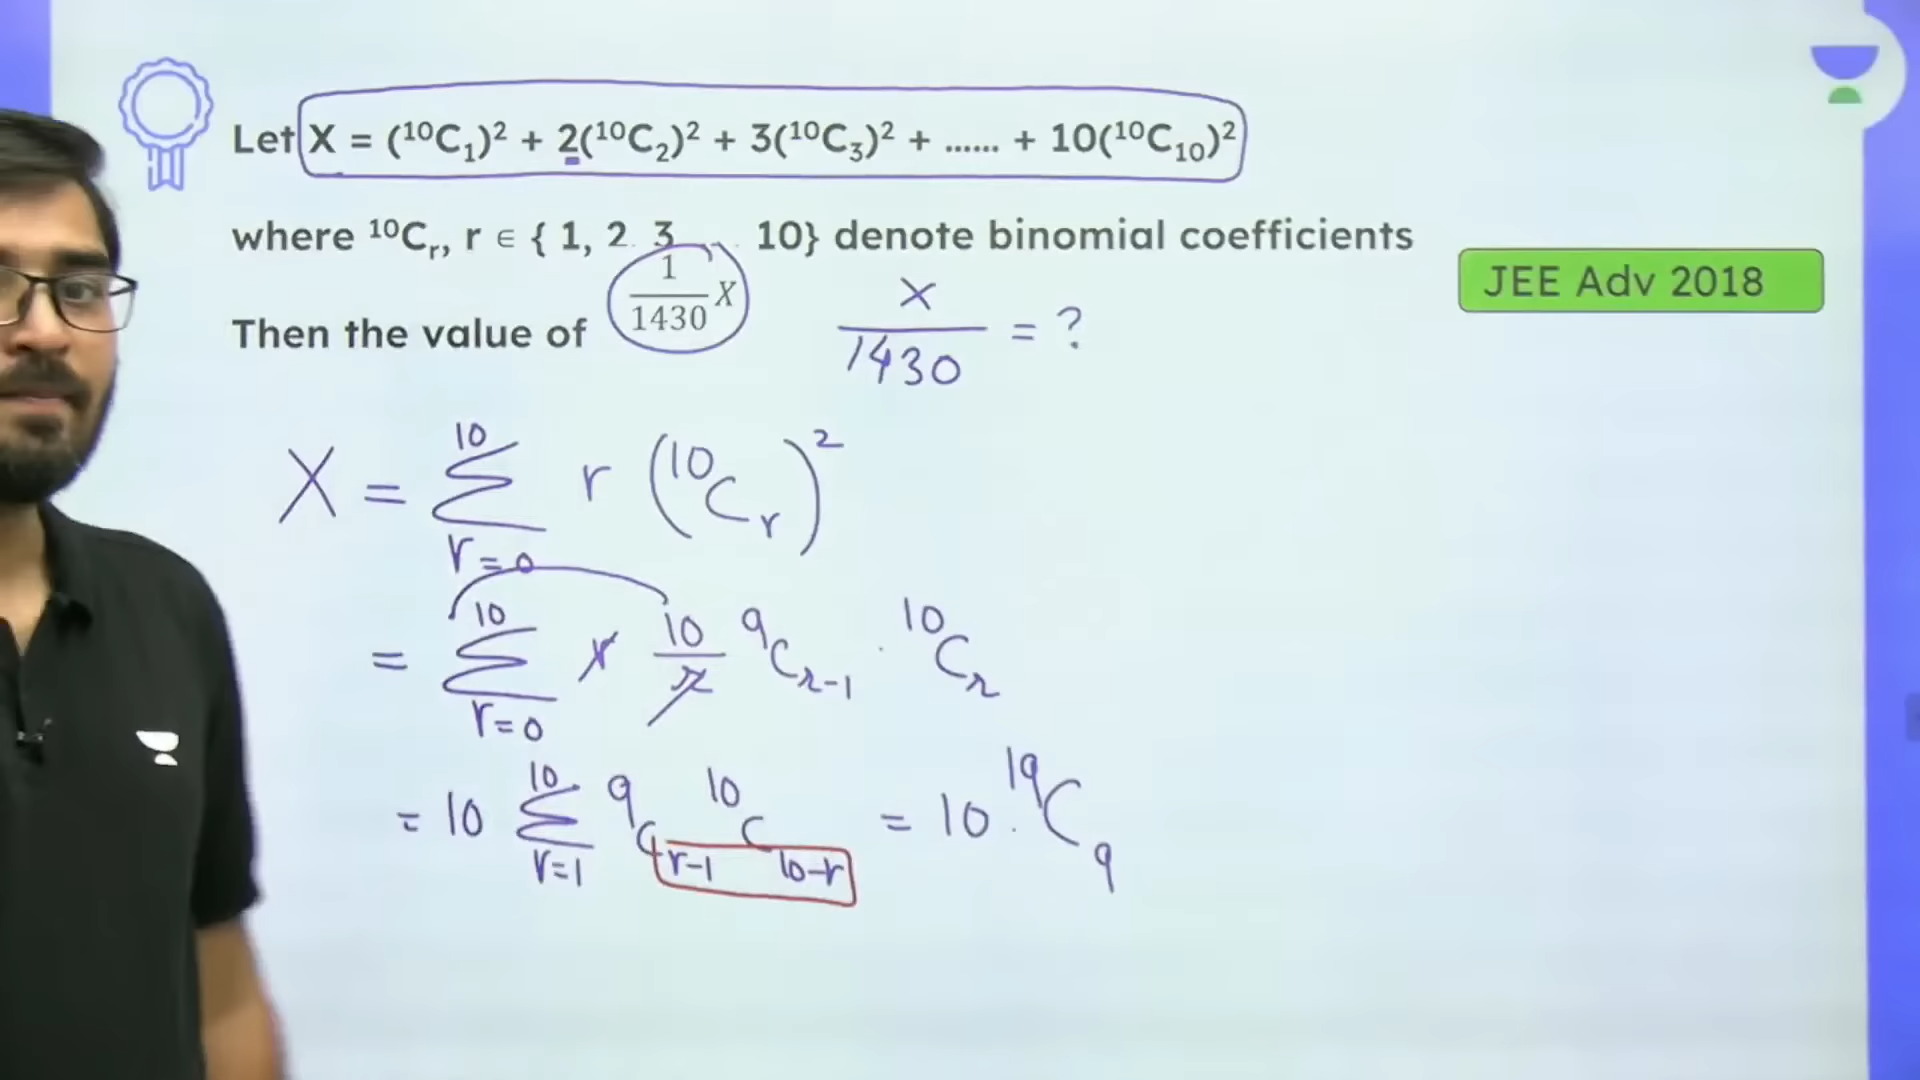 Let X = (¹⁰C₁)² + 2(¹⁰C₂)² + 3(¹⁰C₃)² + ...... + 10(¹⁰C₁₀)²
where ¹⁰Cᵣ, r ∈ { 1, 2 3 10} denote binomial coefficients
JEE Adv 2018
Then the value of 1/1430 X
X/1430 = ?
X = Σ_{r=0}^{10} r (¹⁰Cᵣ)²
= Σ_{r=0}^{10} r 10/r ⁹Cᵣ₋₁ · ¹⁰Cᵣ
= 10 Σ_{r=1}^{10} ⁹C_{r-1} ¹⁰C_{10-r} = 10 . ¹⁹C₉